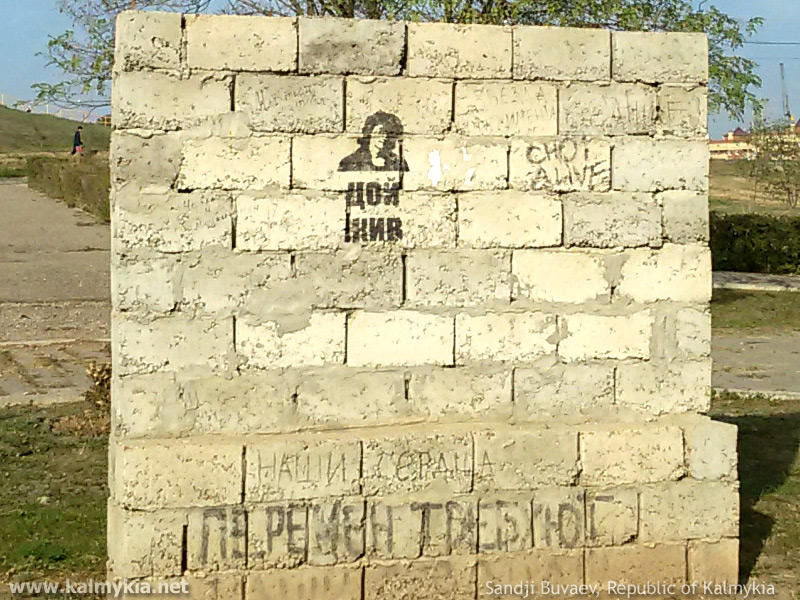 ЦОЙ
ЖИВ
CHOI
ALIVE
НАШИ СЕРДЦА
ПЕРЕМЕН ТРЕБУЮТ
www.kalmykia.net
Sandji Buvaev, Republic of Kalmykia